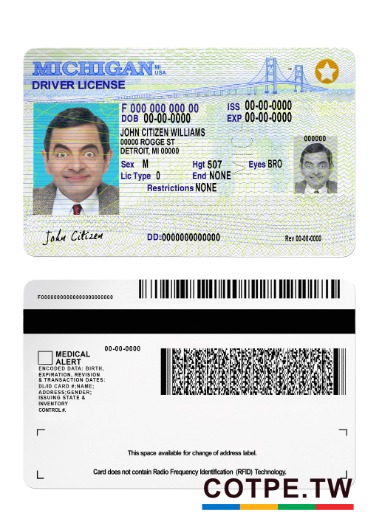 MICHIGAN MI USA
DRIVER LICENSE
F 000 000 000 00 ISS 00-00-0000
DOB 00-00-0000 EXP 00-00-0000
JOHN CITIZEN WILLIAMS
00000 ROGGE ST
DETROIT, MI 00000
000000
Sex M Hgt 507 Eyes BRO
Lic Type 0 End NONE
Restrictions NONE
John Citizen
DD:0000000000000
Rev 00-00-0000
F00000000000000000000000
00-00-0000
MEDICAL
ALERT
ENCODED DATA: BIRTH,
EXPIRATION, REVISION
& TRANSACTION DATES:
DL/ID CARD #;NAME;
ADDRESS;GENDER;
ISSUING STATE &
INVENTORY
CONTROL #.
This space available for change of address label.
Card does not contain Radio Frequency Identification (RFID) Technology.
COTPE.TW